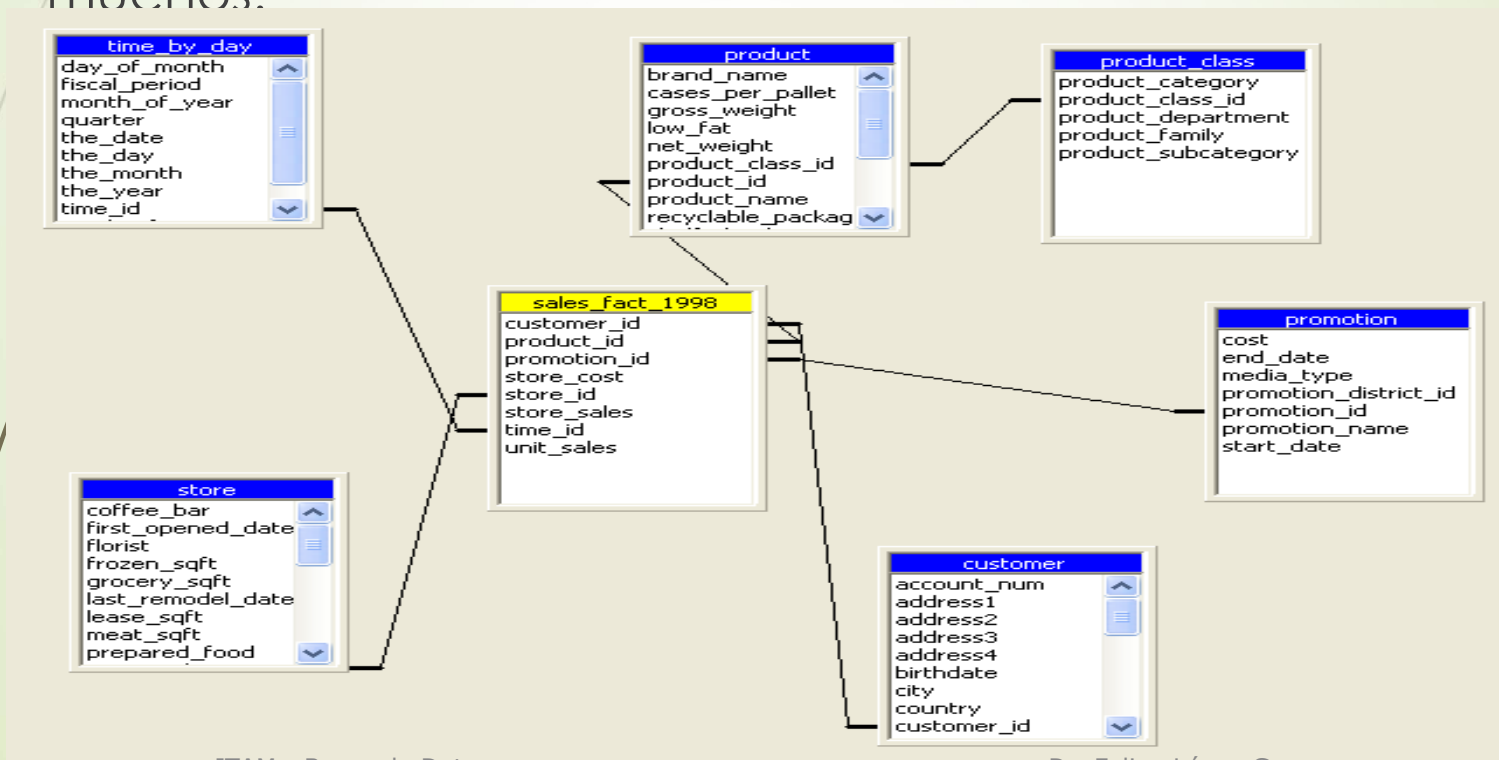 muchos.
time_by_day
day_of_month
fiscal_period
month_of_year
quarter
the_date
the_day
the_month
the_year
time_id
product
brand_name
cases_per_pallet
gross_weight
low_fat
net_weight
product_class_id
product_id
product_name
recyclable_packag
product_class
product_category
product_class_id
product_department
product_family
product_subcategory
sales_fact_1998
customer_id
product_id
promotion_id
store_cost
store_id
store_sales
time_id
unit_sales
promotion
cost
end_date
media_type
promotion_district_id
promotion_id
promotion_name
start_date
store
coffee_bar
first_opened_date
florist
frozen_sqft
grocery_sqft
last_remodel_date
lease_sqft
meat_sqft
prepared_food
customer
account_num
address1
address2
address3
address4
birthdate
city
country
customer_id